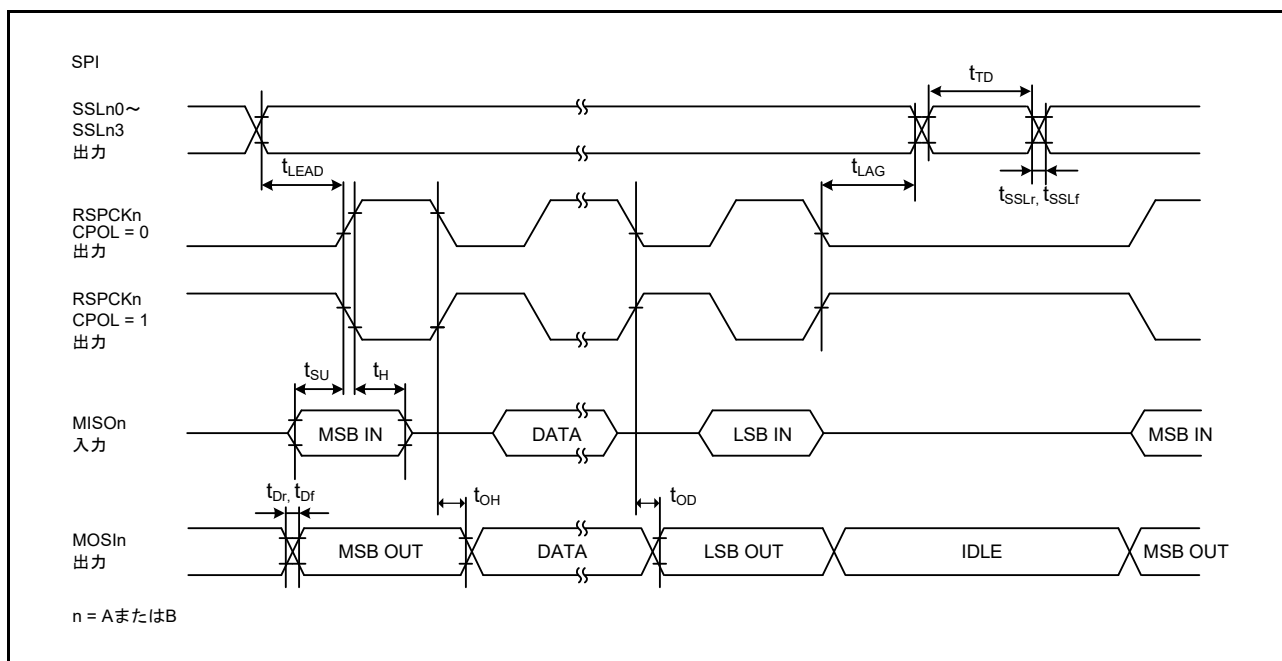 SPI
SSLn0～
SSLn3
出力
tTD
tLEAD
tLAG
tSSLr, tSSLf
RSPCKn
CPOL = 0
出力
RSPCKn
CPOL = 1
出力
tSU
tH
MISOn
入力
MSB IN
DATA
LSB IN
MSB IN
tDr, tDf
tOH
tOD
MOSIn
出力
MSB OUT
DATA
LSB OUT
IDLE
MSB OUT
n = AまたはB